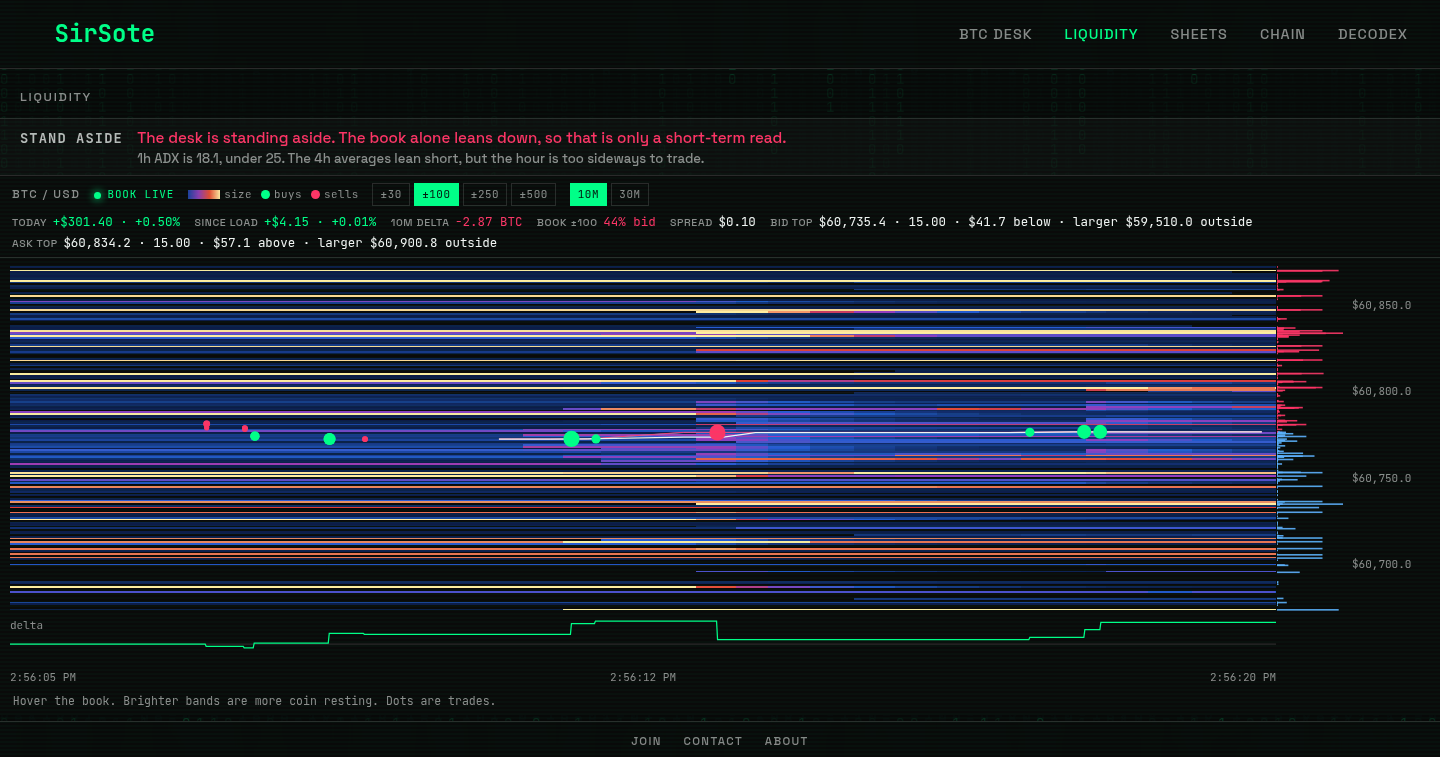 SirSote
BTC DESK LIQUIDITY SHEETS CHAIN DECODEX
LIQUIDITY
STAND ASIDE The desk is standing aside. The book alone leans down, so that is only a short-term read.
1h ADX is 18.1, under 25. The 4h averages lean short, but the hour is too sideways to trade.
BTC / USD BOOK LIVE size buys sells ±30 ±100 ±250 ±500 10M 30M
TODAY +$301.40 · +0.50% SINCE LOAD +$4.15 · +0.01% 10M DELTA -2.87 BTC BOOK ±100 44% bid SPREAD $0.10 BID TOP $60,735.4 · 15.00 · $41.7 below · larger $59,510.0 outside
ASK TOP $60,834.2 · 15.00 · $57.1 above · larger $60,900.8 outside
$60,850.0
$60,800.0
$60,750.0
$60,700.0
delta
2:56:05 PM 2:56:12 PM 2:56:20 PM
Hover the book. Brighter bands are more coin resting. Dots are trades.
JOIN CONTACT ABOUT